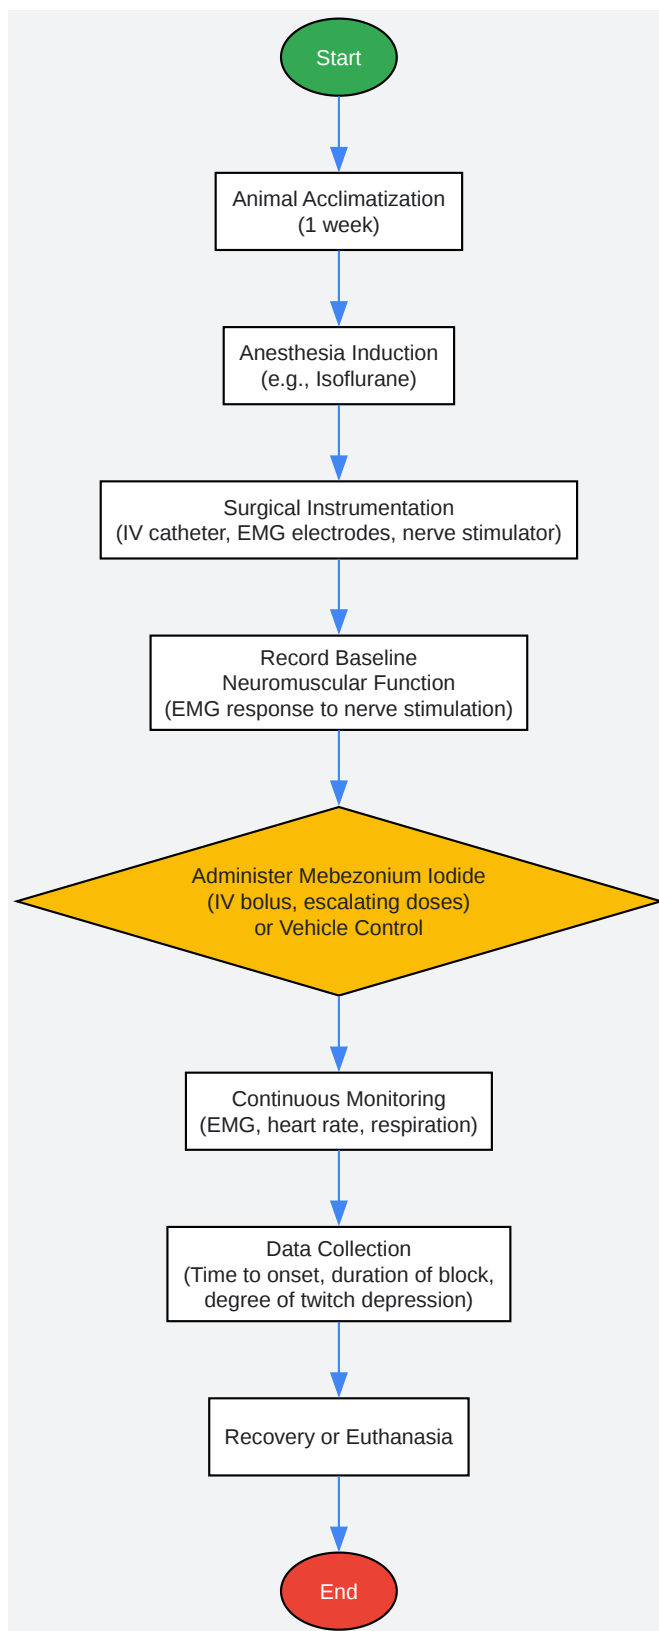 Start
Animal Acclimatization
(1 week)
Anesthesia Induction
(e.g., Isoflurane)
Surgical Instrumentation
(IV catheter, EMG electrodes, nerve stimulator)
Record Baseline
Neuromuscular Function
(EMG response to nerve stimulation)
Administer Mebezonium Iodide
(IV bolus, escalating doses)
or Vehicle Control
Continuous Monitoring
(EMG, heart rate, respiration)
Data Collection
(Time to onset, duration of block,
degree of twitch depression)
Recovery or Euthanasia
End